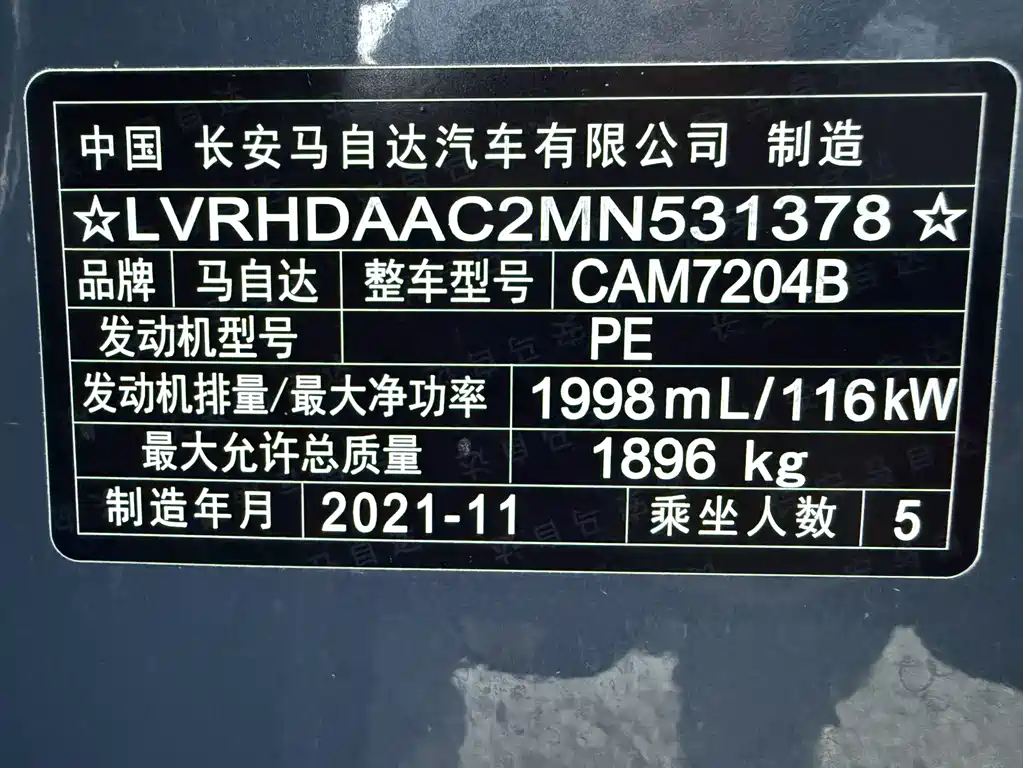 中国 长安马自达汽车有限公司 制造
☆LVRHDAAC2MN531378☆
品牌 马自达 整车型号 CAM7204B
发动机型号 PE
发动机排量/最大净功率 1998mL/116kW
最大允许总质量 1896 kg
制造年月 2021-11 乘坐人数 5